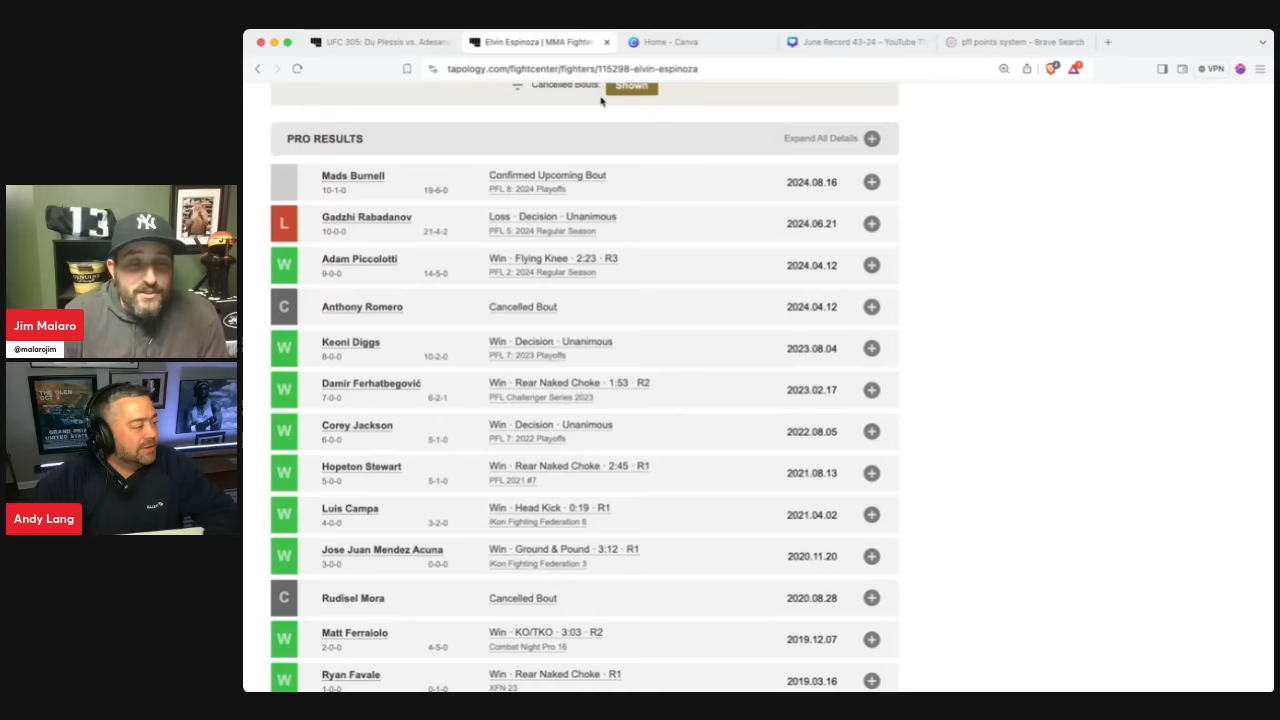 UFC 305: Du Plessis vs. Adesan
Elvin Espinoza | MMA Fighte
Home - Canva
June Record 43-24 – YouTube T
pfl points system - Brave Search
tapology.com/fightcenter/fighters/115298-elvin-espinoza
VPN
Cancelled Bouts:
Shown
PRO RESULTS
Expand All Details
Mads Burnell
Confirmed Upcoming Bout
2024.08.16
10-1-0
19-6-0
PFL 8: 2024 Playoffs
L
Gadzhi Rabadanov
Loss · Decision · Unanimous
2024.06.21
10-0-0
21-4-2
PFL 5: 2024 Regular Season
W
Adam Piccolotti
Win · Flying Knee · 2:23 · R3
2024.04.12
9-0-0
14-5-0
PFL 2: 2024 Regular Season
C
Anthony Romero
Cancelled Bout
2024.04.12
W
Keoni Diggs
Win · Decision · Unanimous
2023.08.04
8-0-0
10-2-0
PFL 7: 2023 Playoffs
W
Damir Ferhatbegović
Win · Rear Naked Choke · 1:53 · R2
2023.02.17
7-0-0
6-2-1
PFL Challenger Series 2023
W
Corey Jackson
Win · Decision · Unanimous
2022.08.05
6-0-0
5-1-0
PFL 7: 2022 Playoffs
W
Hopeton Stewart
Win · Rear Naked Choke · 2:45 · R1
2021.08.13
5-0-0
5-1-0
PFL 2021 #7
W
Luis Campa
Win · Head Kick · 0:19 · R1
2021.04.02
4-0-0
3-2-0
iKon Fighting Federation 6
W
Jose Juan Mendez Acuna
Win · Ground & Pound · 3:12 · R1
2020.11.20
3-0-0
0-0-0
iKon Fighting Federation 3
C
Rudisel Mora
Cancelled Bout
2020.08.28
W
Matt Ferraiolo
Win · KO/TKO · 3:03 · R2
2019.12.07
2-0-0
4-5-0
Combat Night Pro 16
W
Ryan Favale
Win · Rear Naked Choke · R1
2019.03.16
1-0-0
0-1-0
XFN 23
13
Jim Malaro
@malarojim
THE GLEN
GRAND PRI
UNITED STATES
Andy Lang